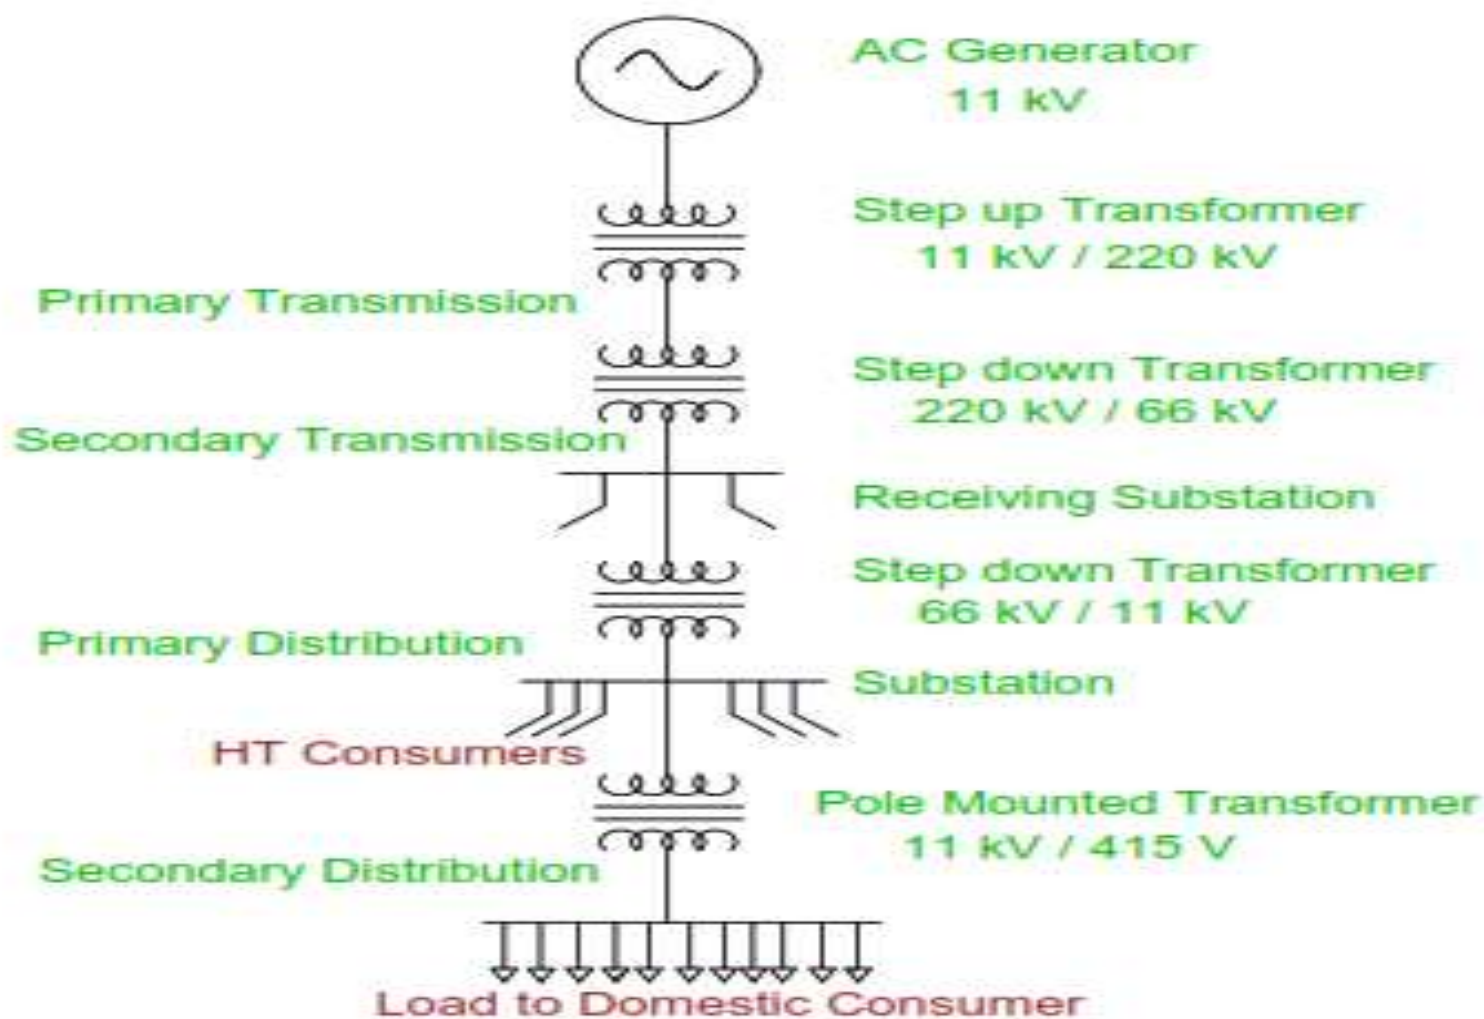 AC Generator
11 kV
Step up Transformer
11 kV / 220 kV
Primary Transmission
Step down Transformer
220 kV / 66 kV
Secondary Transmission
Receiving Substation
Step down Transformer
66 kV / 11 kV
Primary Distribution
Substation
HT Consumers
Pole Mounted Transformer
11 kV / 415 V
Secondary Distribution
Load to Domestic Consumer